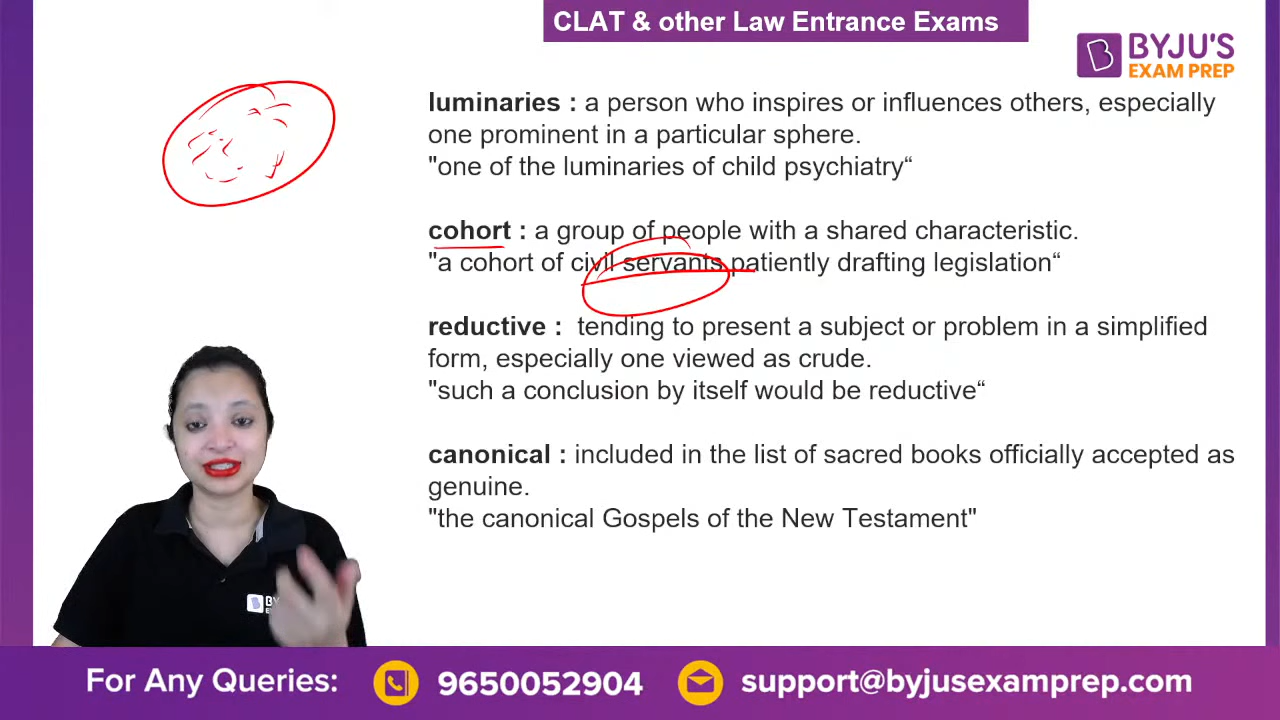 CLAT & other Law Entrance Exams
BYJU'S
EXAM PREP
luminaries : a person who inspires or influences others, especially
one prominent in a particular sphere.
"one of the luminaries of child psychiatry“
cohort : a group of people with a shared characteristic.
"a cohort of civil servants patiently drafting legislation“
reductive : tending to present a subject or problem in a simplified
form, especially one viewed as crude.
"such a conclusion by itself would be reductive“
canonical : included in the list of sacred books officially accepted as
genuine.
"the canonical Gospels of the New Testament"
For Any Queries:
9650052904
support@byjusexamprep.com